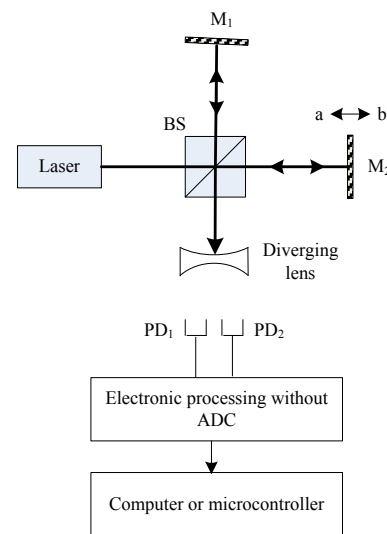 M₁
BS
a b
Laser
M₂
Diverging
lens
PD₁ PD₂
Electronic processing without
ADC
Computer or microcontroller